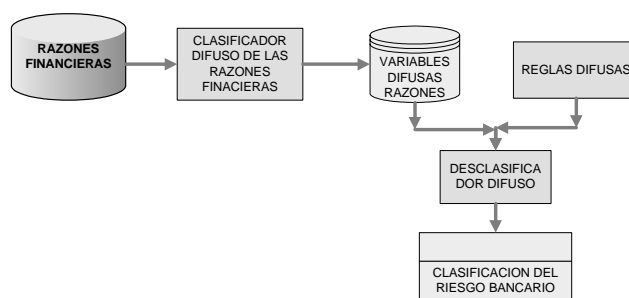 RAZONES
FINANCIERAS
CLASIFICADOR
DIFUSO DE LAS
RAZONES
FINACIERAS
VARIABLES
DIFUSAS
RAZONES
REGLAS DIFUSAS
DESCLASIFICA
DOR DIFUSO
CLASIFICACION DEL
RIESGO BANCARIO